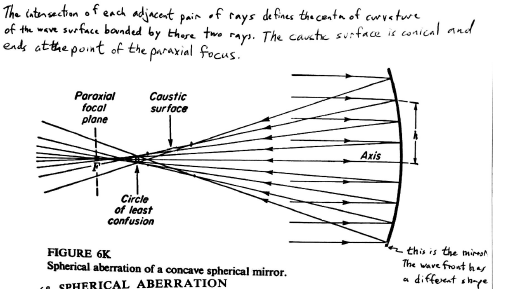 The intersection of each adjacent pair of rays defines the center of curvature
of the wave surface bounded by those two rays. The caustic surface is conical and
ends at the point of the paraxial focus.
Paraxial
focal
plane
Caustic
surface
h
Axis
F
Circle
of least
confusion
this is the mirror
The wavefront has
a different shape
FIGURE 6K
Spherical aberration of a concave spherical mirror.
SPHERICAL ABERRATION